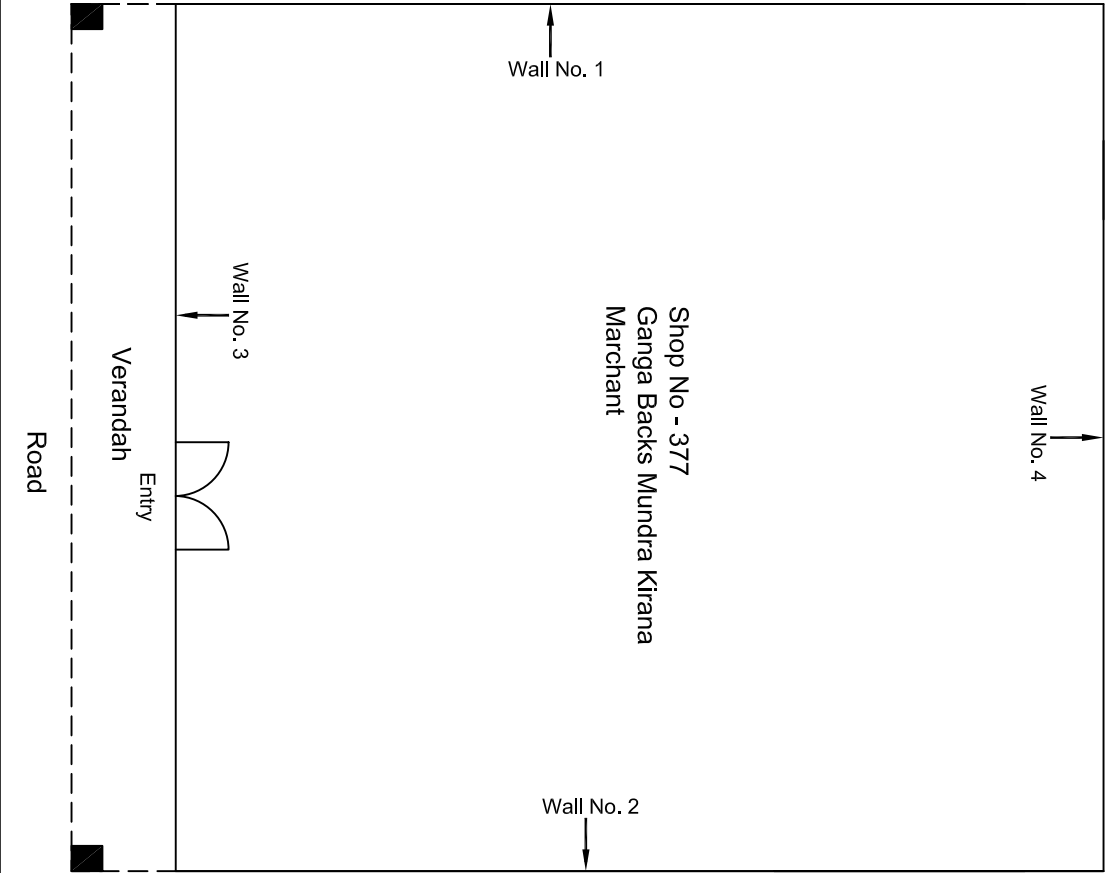 Wall No. 1
Wall No. 3
Verandah
Entry
Road
Shop No - 377
Ganga Backs Mundra Kirana
Marchant
Wall No. 4
Wall No. 2